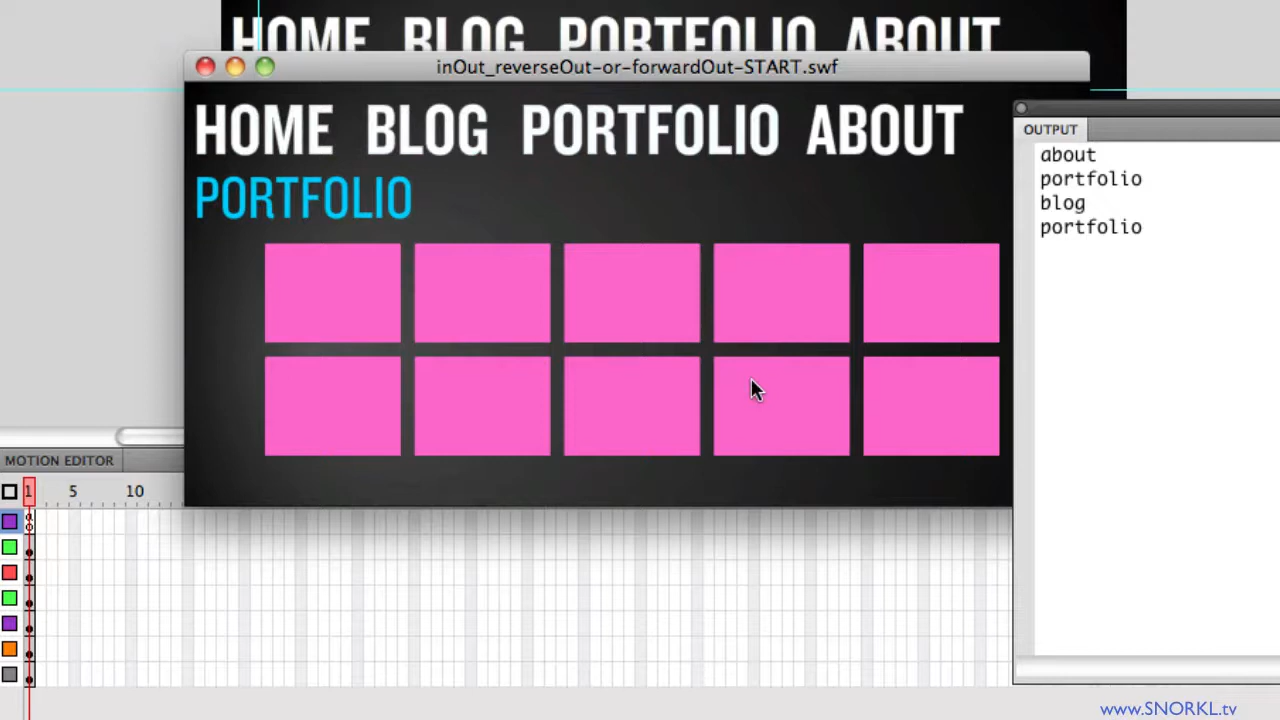 HOME BLOG PORTFOLIO ABOUT
inOut_reverseOut-or-forwardOut-START.swf
HOME BLOG PORTFOLIO ABOUT
PORTFOLIO
OUTPUT
about
portfolio
blog
portfolio
MOTION EDITOR
1 5 10
www.SNORKL.tv